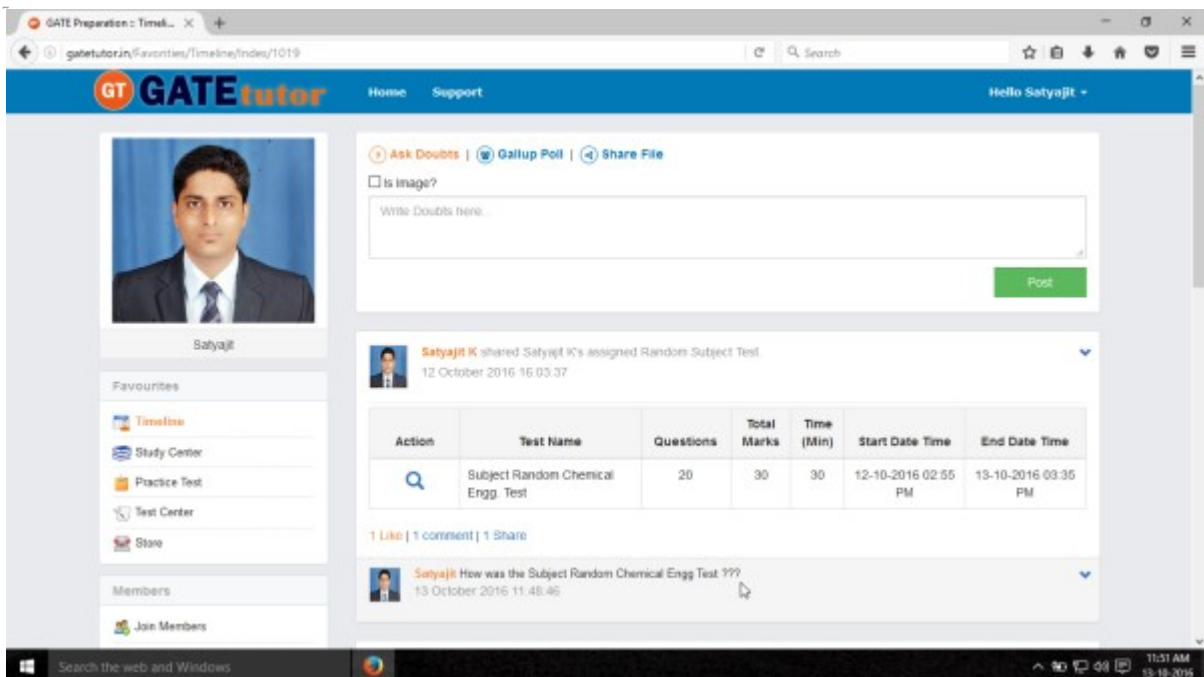 GATE Preparation :: Timeli...
gatetutor.in/Favorities/Timeline/Index/1019
Search
GT GATEtutor
Home Support
Hello Satyajit
Ask Doubts | Gallup Poll | Share File
Is image?
Write Doubts here...
Post
Satyajit
Favourites
Timeline
Study Center
Practice Test
Test Center
Store
Members
Join Members
Satyajit K shared Satyajit K's assigned Random Subject Test.
12 October 2016 16:03:37
Action Test Name Questions Total Marks Time (Min) Start Date Time End Date Time
Subject Random Chemical Engg. Test 20 30 30 12-10-2016 02:55 PM 13-10-2016 03:35 PM
1 Like | 1 comment | 1 Share
Satyajit How was the Subject Random Chemical Engg Test ???
13 October 2016 11:48:46
Search the web and Windows
11:51 AM
13-10-2016